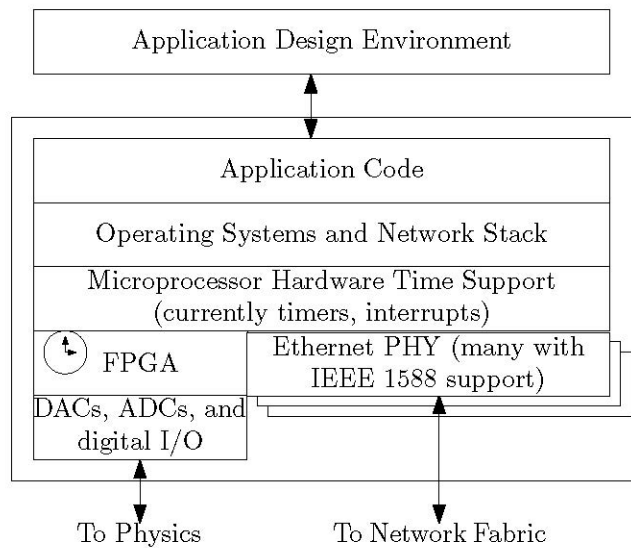 Application Design Environment
Application Code
Operating Systems and Network Stack
Microprocessor Hardware Time Support
(currently timers, interrupts)
FPGA
Ethernet PHY (many with
IEEE 1588 support)
DACs, ADCs, and
digital I/O
To Physics
To Network Fabric